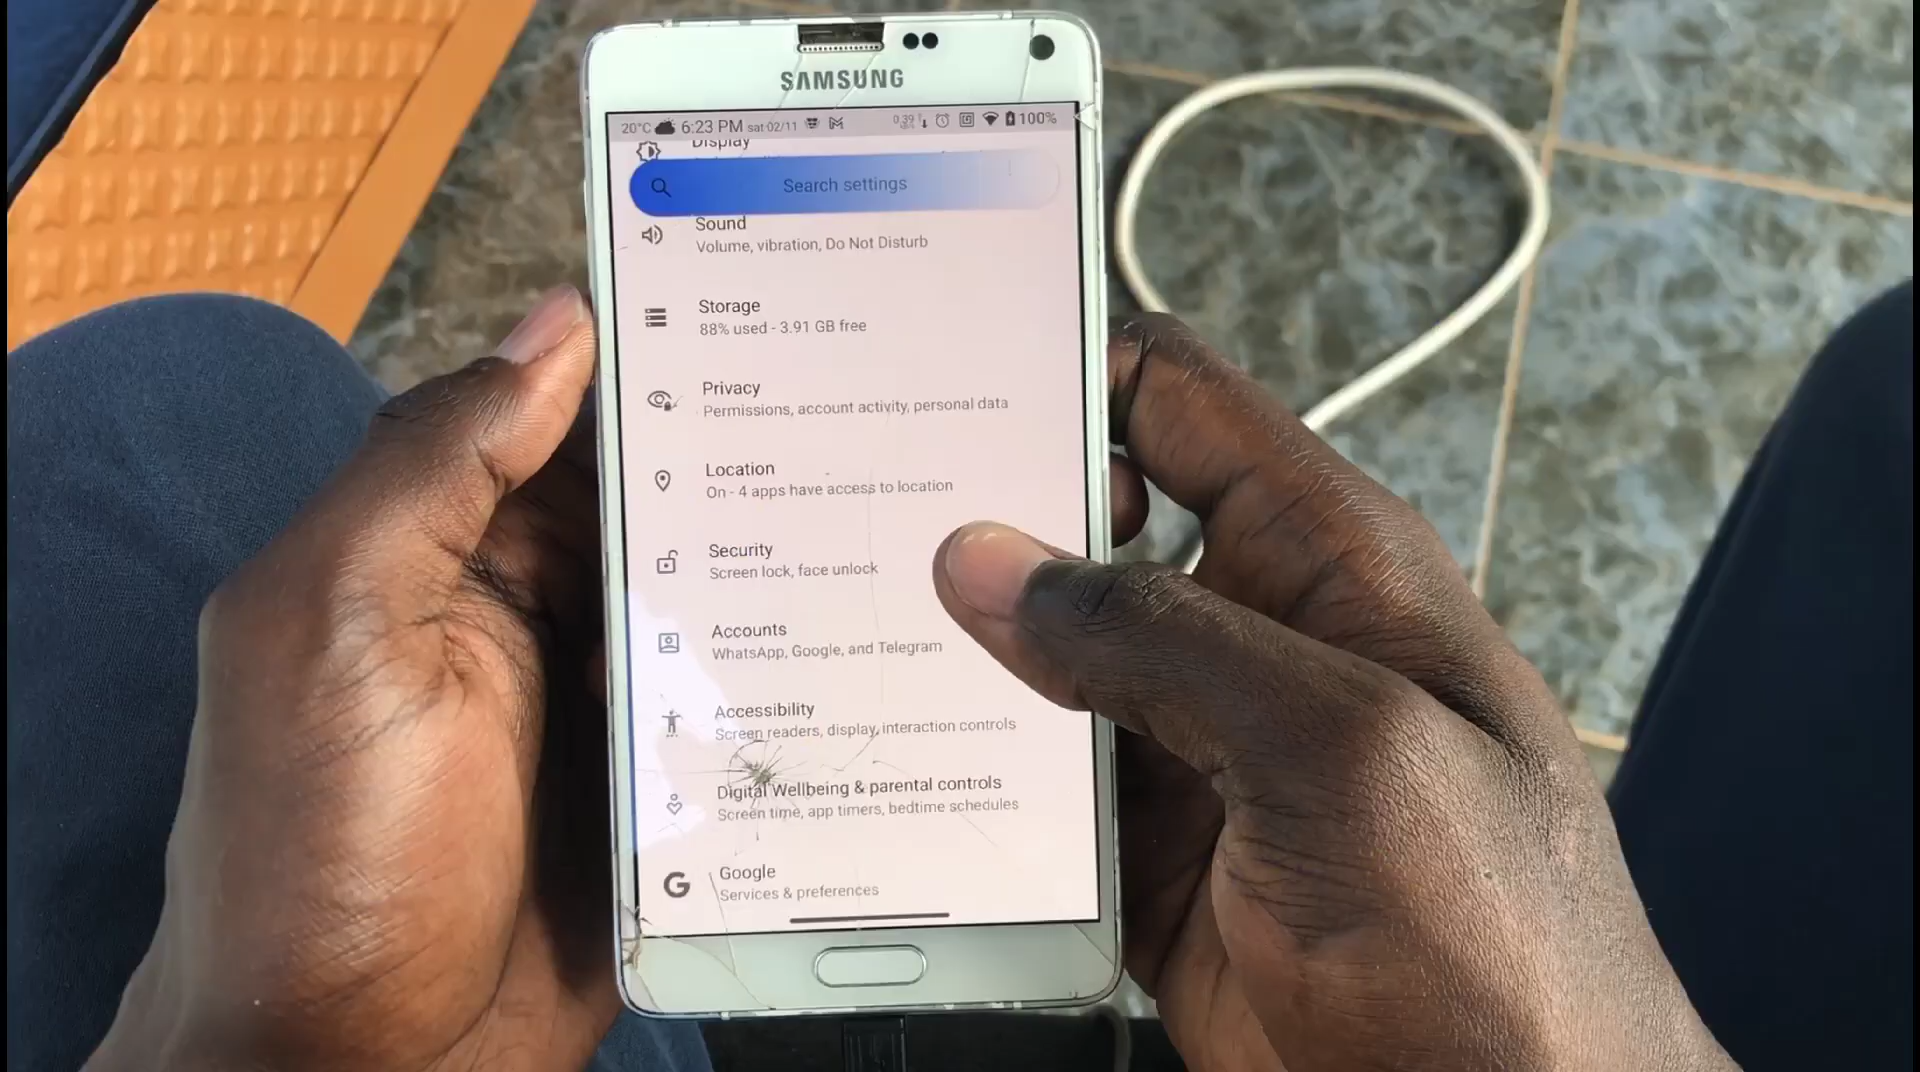 SAMSUNG
20°C 6:23 PM sat 02/11 0.39 100%
Display
Search settings
Sound
Volume, vibration, Do Not Disturb
Storage
88% used - 3.91 GB free
Privacy
Permissions, account activity, personal data
Location
On - 4 apps have access to location
Security
Screen lock, face unlock
Accounts
WhatsApp, Google, and Telegram
Accessibility
Screen readers, display, interaction controls
Digital Wellbeing & parental controls
Screen time, app timers, bedtime schedules
Google
Services & preferences